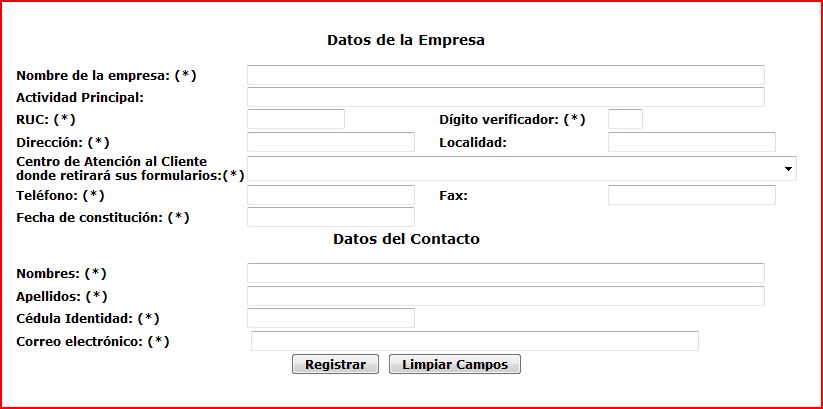 Datos de la Empresa
Nombre de la empresa: (*)
Actividad Principal:
RUC: (*)
Dígito verificador: (*)
Dirección: (*)
Localidad:
Centro de Atención al Cliente
donde retirará sus formularios:(*)
Teléfono: (*)
Fax:
Fecha de constitución: (*)
Datos del Contacto
Nombres: (*)
Apellidos: (*)
Cédula Identidad: (*)
Correo electrónico: (*)
Registrar
Limpiar Campos